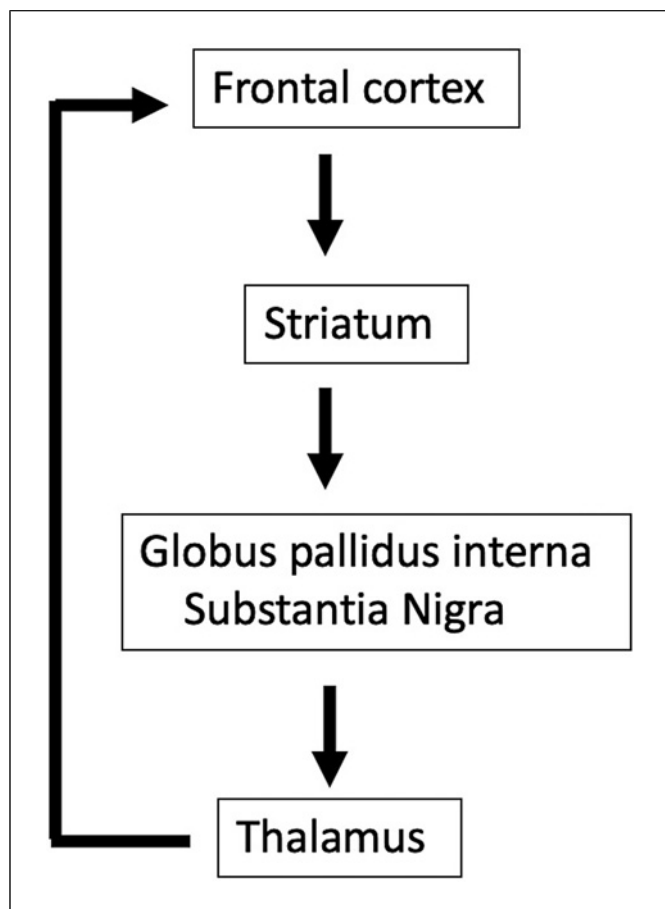 Frontal cortex
Striatum
Globus pallidus interna
Substantia Nigra
Thalamus